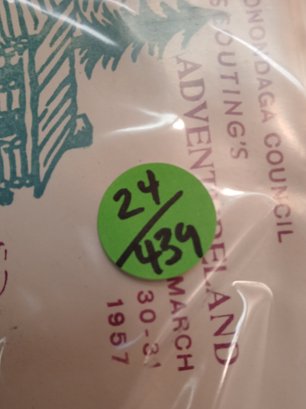 ONONDAGA COUNCIL
SCOUTING'S
ADVENTURELAND
MARCH
30-31
1957
24/439